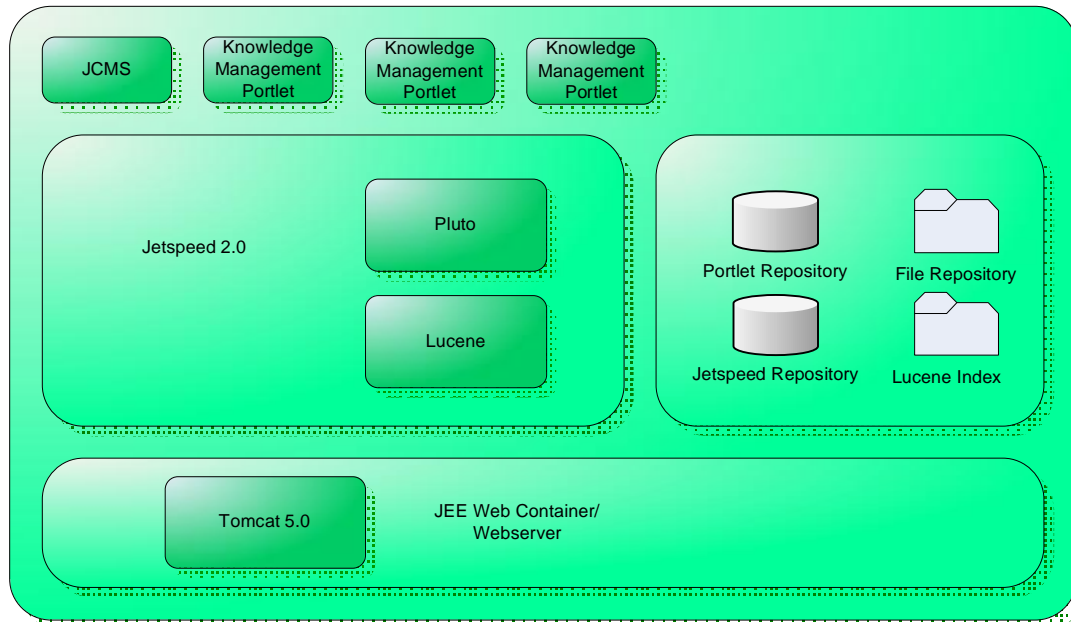 JCMS
Knowledge
Management
Portlet
Knowledge
Management
Portlet
Knowledge
Management
Portlet
Jetspeed 2.0
Pluto
Lucene
Portlet Repository
File Repository
Jetspeed Repository
Lucene Index
Tomcat 5.0
JEE Web Container/
Webserver